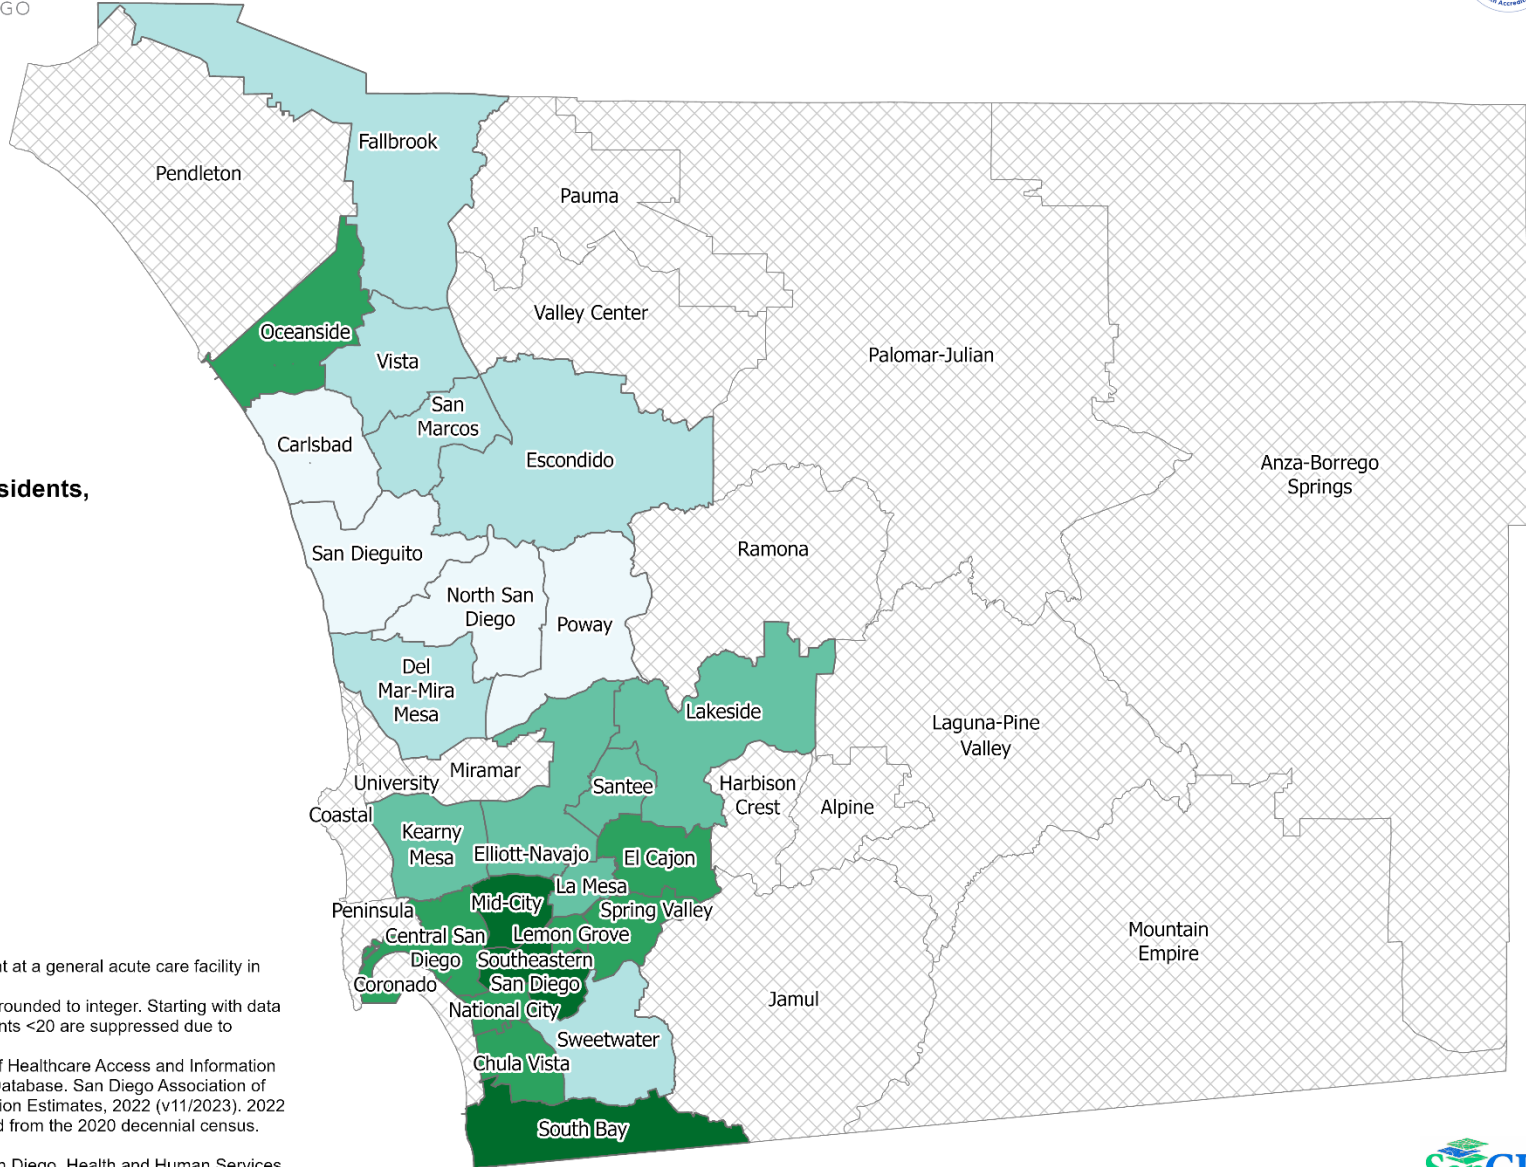 GO
Fallbrook
Pendleton
Pauma
Valley Center
Oceanside
Palomar-Julian
Vista
San
Marcos
Carlsbad
Escondido
Anza-Borrego
Springs
sidents,
San Dieguito
Ramona
North San
Diego
Poway
Del
Mar-Mira
Mesa
Lakeside
Laguna-Pine
Valley
Miramar
University
Santee
Harbison
Crest
Alpine
Coastal
Kearny
Mesa
Elliott-Navajo
El Cajon
La Mesa
Mid-City
Peninsula
Spring Valley
Central San
Diego
Lemon Grove
Mountain
Empire
Southeastern
San Diego
Coronado
Jamul
National City
Sweetwater
Chula Vista
South Bay
t at a general acute care facility in
rounded to integer. Starting with data
nts <20 are suppressed due to
f Healthcare Access and Information
atabase. San Diego Association of
ion Estimates, 2022 (v11/2023). 2022
d from the 2020 decennial census.
n Diego, Health and Human Services